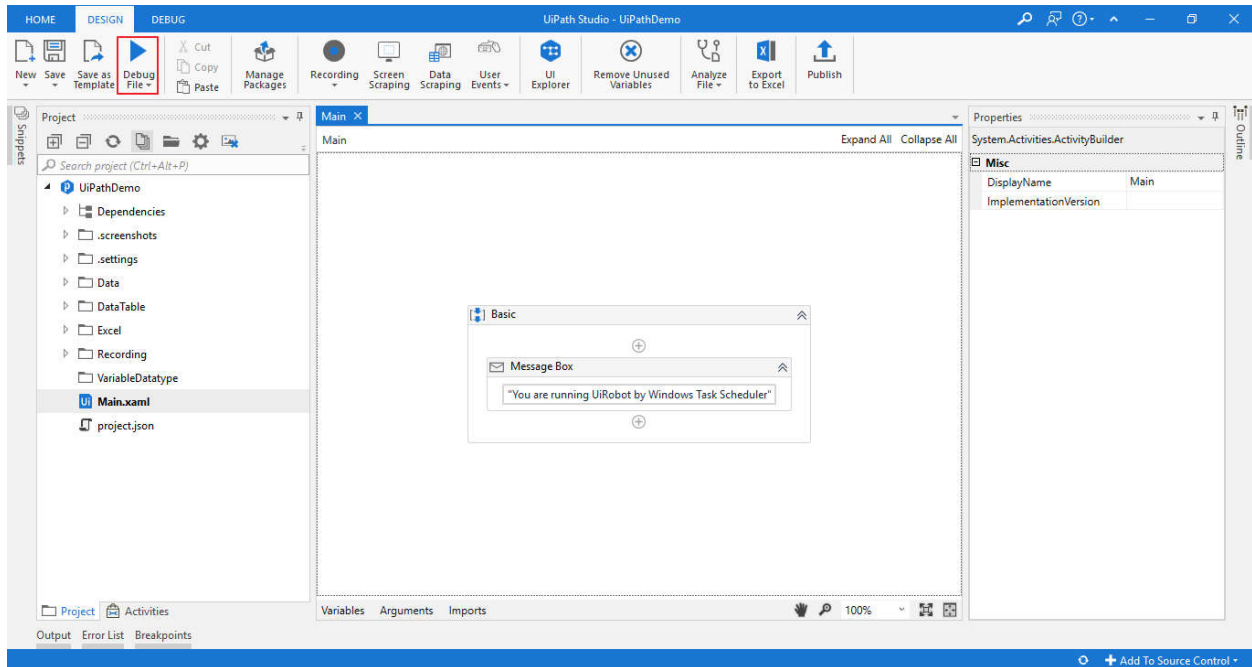 HOME DESIGN DEBUG UiPath Studio - UiPathDemo
New Save Save as Template Debug File Cut Copy Paste Manage Packages Recording Screen Scraping Data Scraping User Events UI Explorer Remove Unused Variables Analyze File Export to Excel Publish
Snippets
Project
Search project (Ctrl+Alt+P)
UiPathDemo
Dependencies
.screenshots
.settings
Data
DataTable
Excel
Recording
VariableDatatype
Main.xaml
project.json
Project Activities
Main
Main Expand All Collapse All
Basic
Message Box
"You are running UiRobot by Windows Task Scheduler"
Variables Arguments Imports 100%
Properties
System.Activities.ActivityBuilder
Misc
DisplayName Main
ImplementationVersion
Outline
Output Error List Breakpoints
Add To Source Control